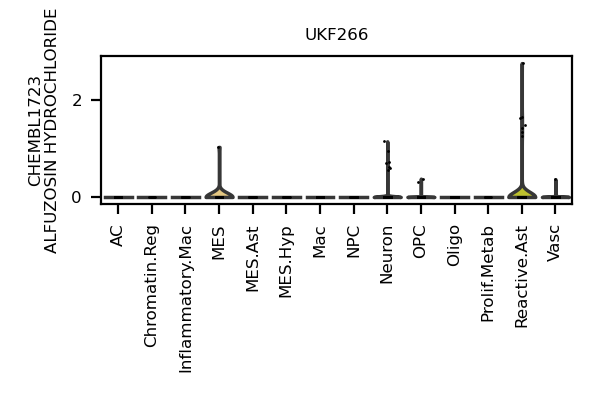 UKF266
CHEMBL1723
ALFUZOSIN HYDROCHLORIDE
2
0
AC
Chromatin.Reg
Inflammatory.Mac
MES
MES.Ast
MES.Hyp
Mac
NPC
Neuron
OPC
Oligo
Prolif.Metab
Reactive.Ast
Vasc